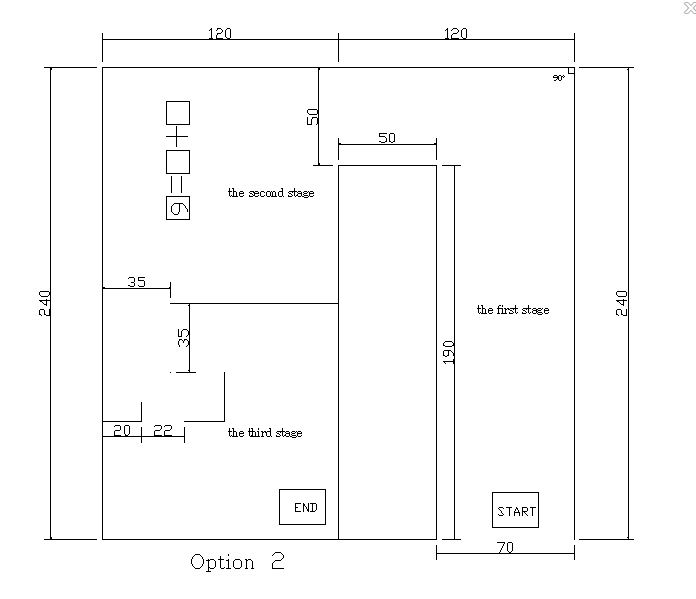 120
120
90°
50
50
the second stage
35
240
the first stage
240
35
190
20
22
the third stage
END
START
70
Option 2
+
=
9